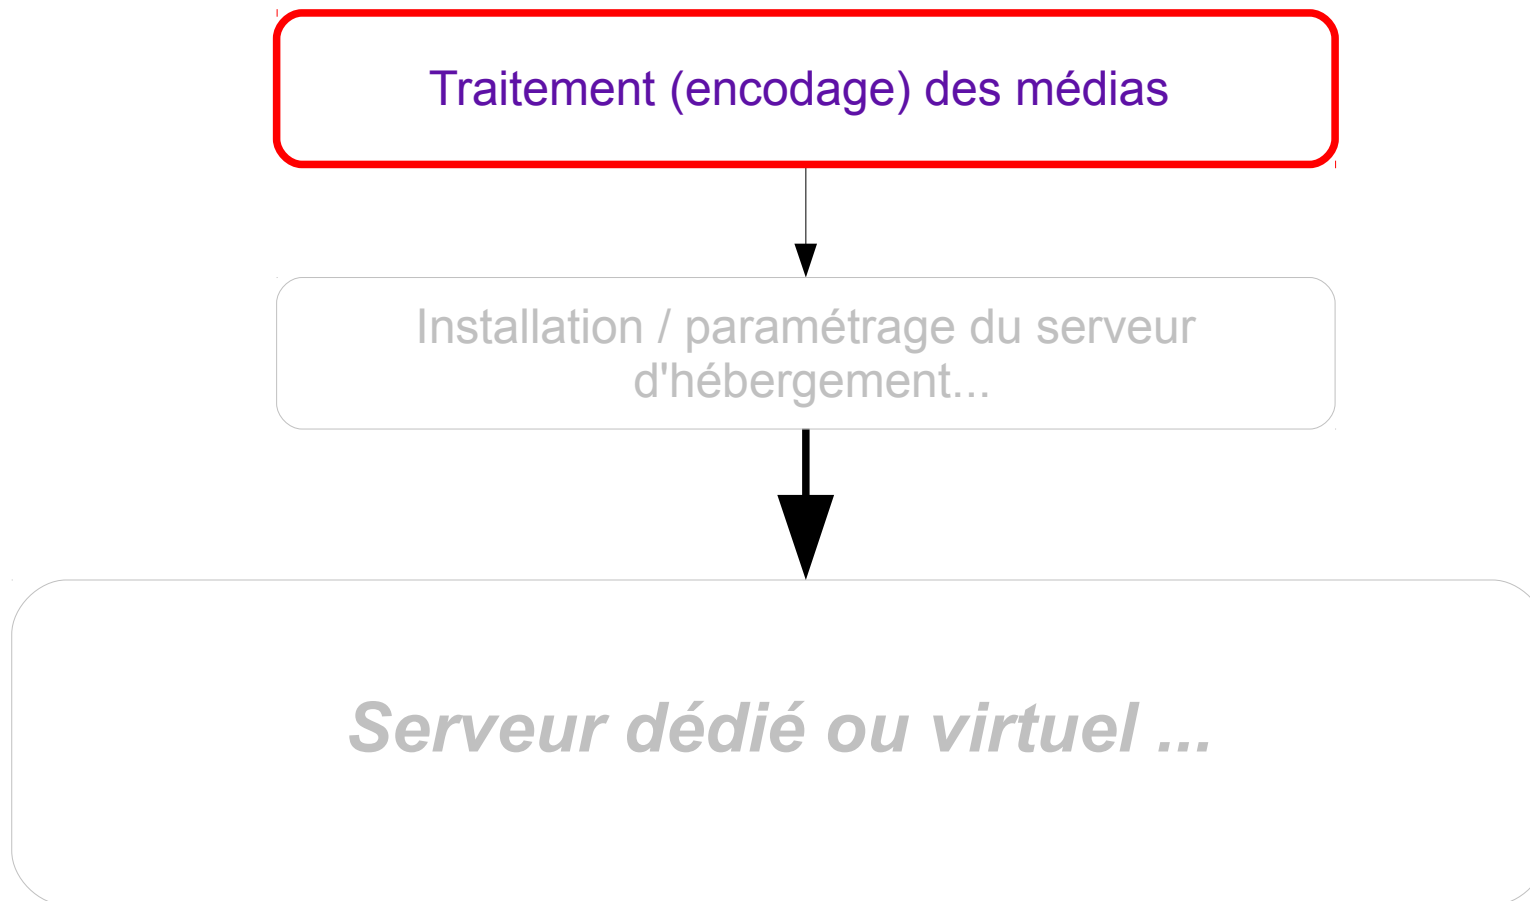 Traitement (encodage) des médias
Installation / paramétrage du serveur
d'hébergement...
Serveur dédié ou virtuel ...